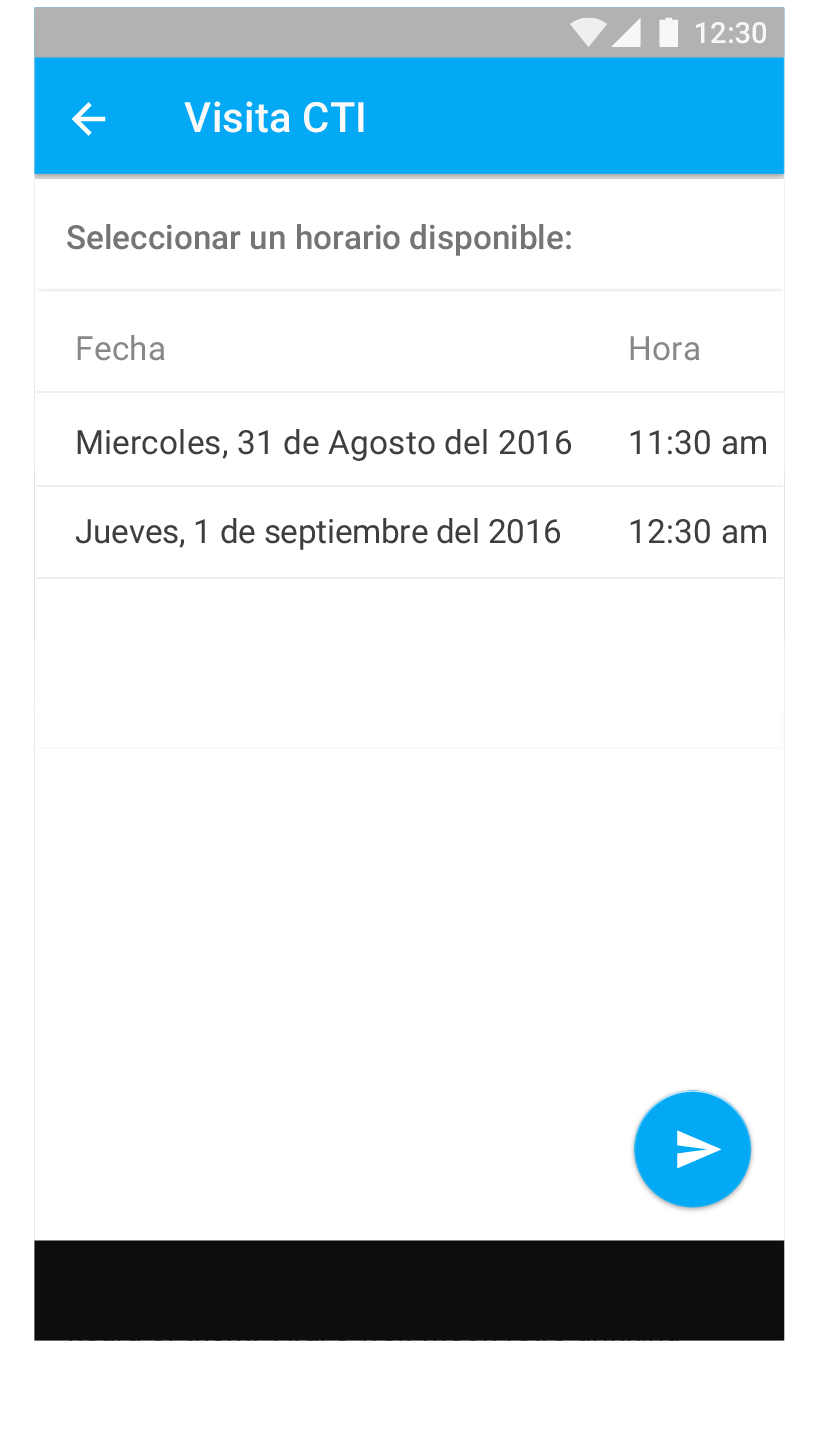 12:30
Visita CTI
Seleccionar un horario disponible:
Fecha Hora
Miercoles, 31 de Agosto del 2016 11:30 am
Jueves, 1 de septiembre del 2016 12:30 am